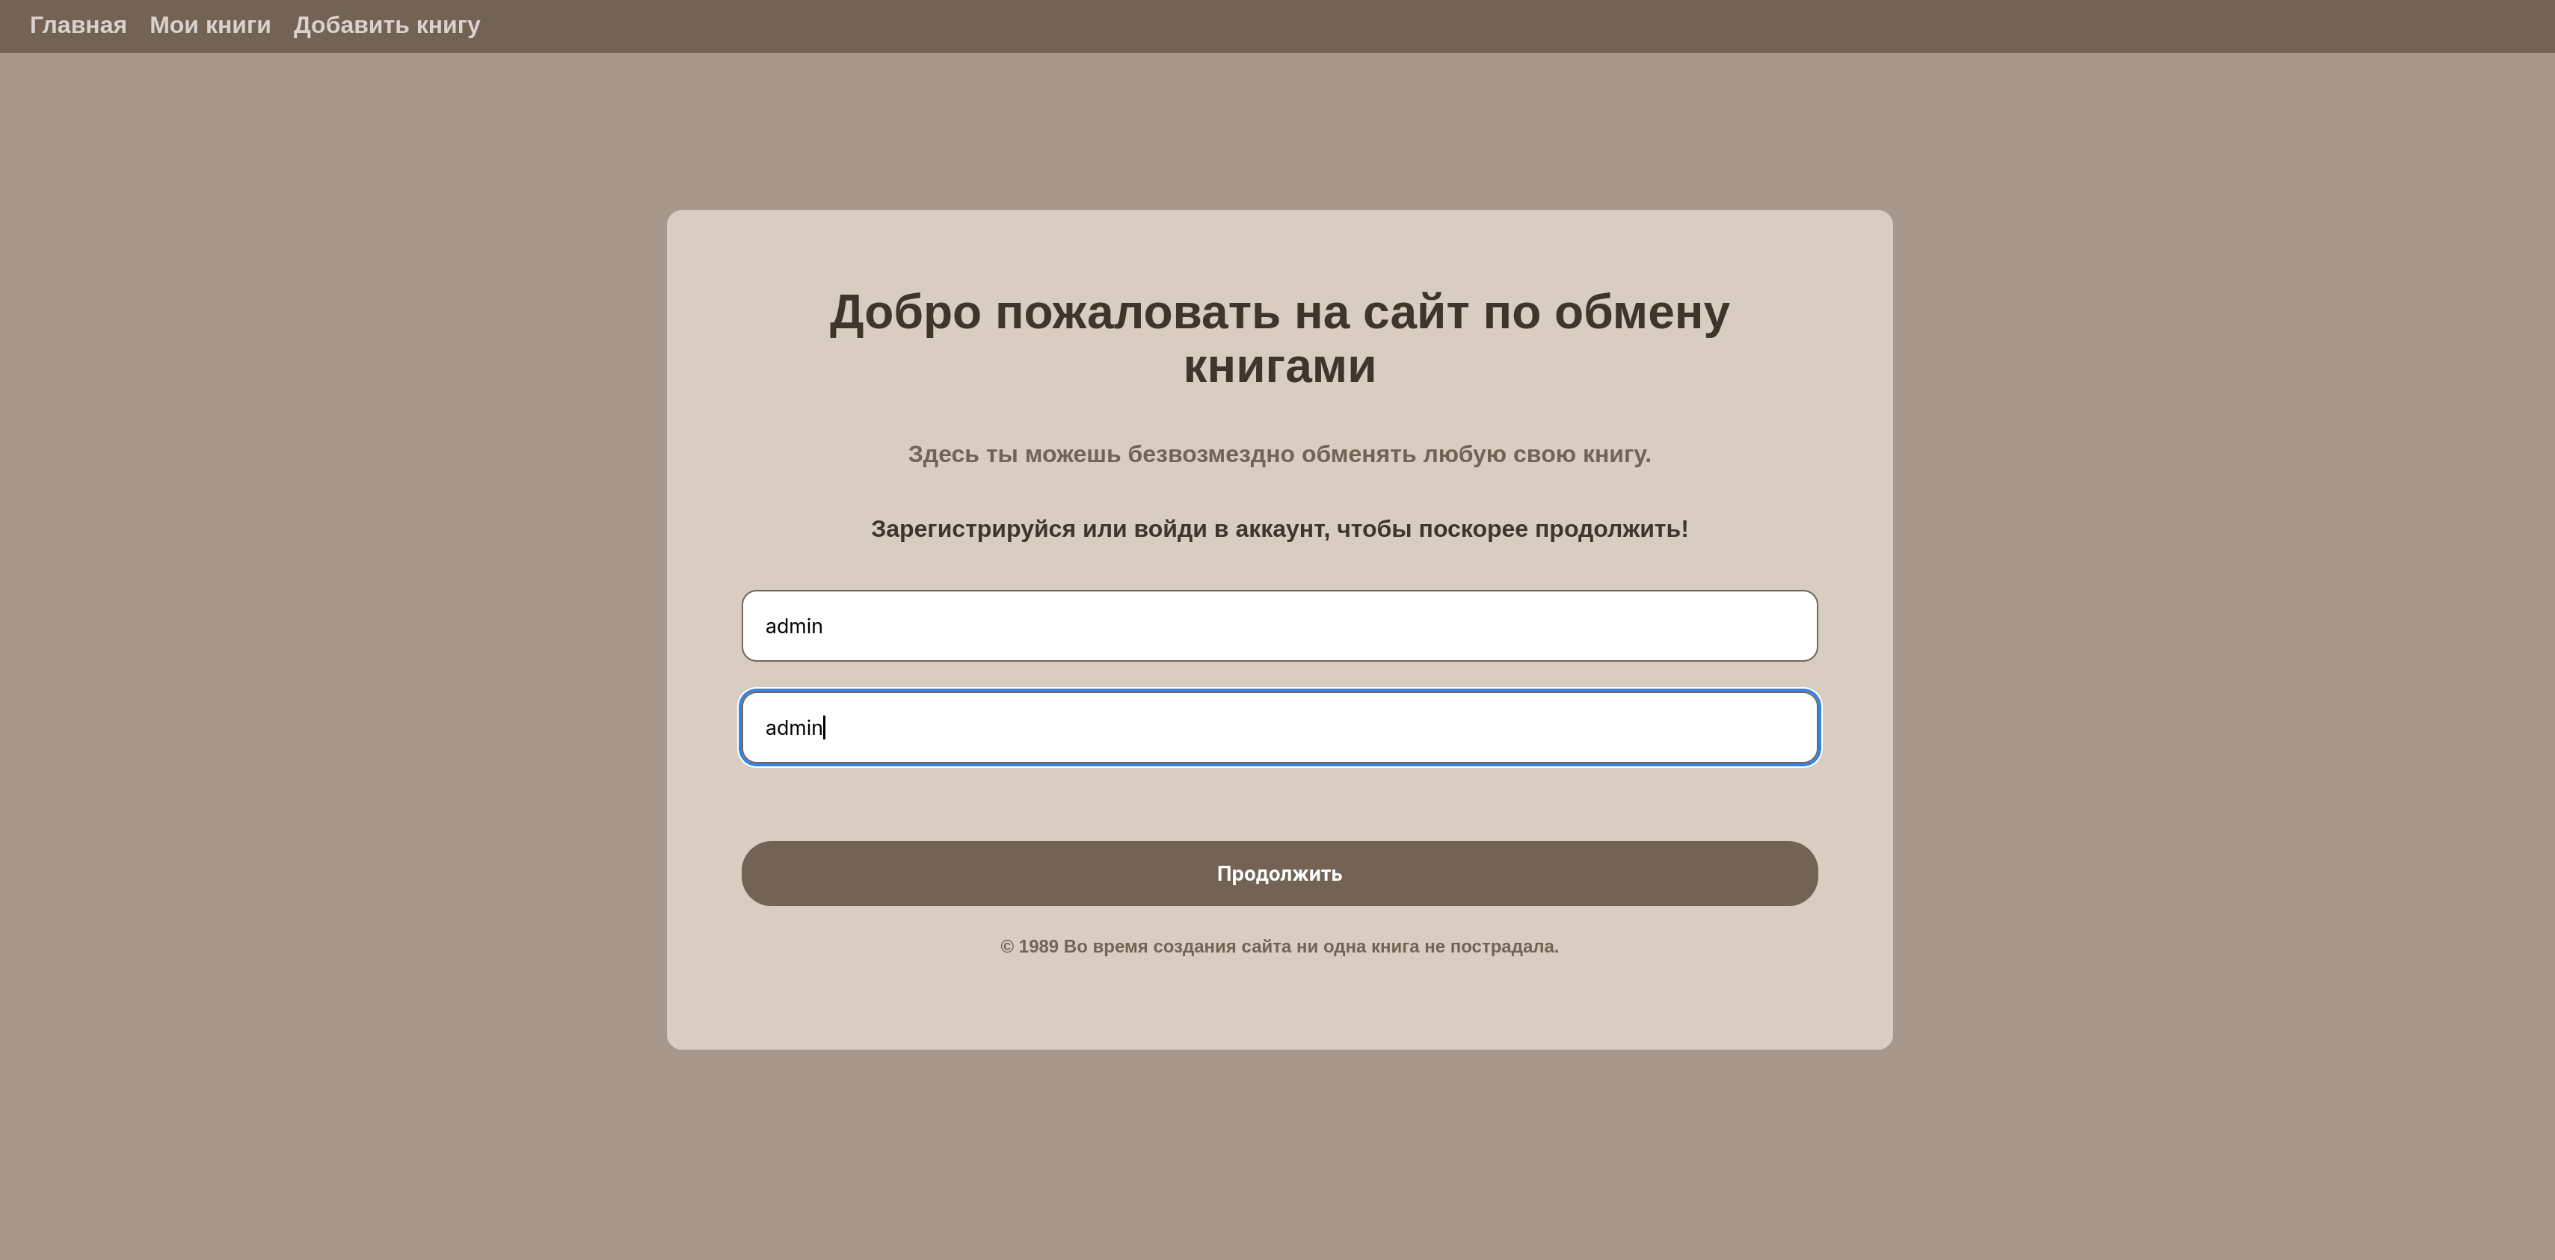 Главная Мои книги Добавить книгу
Добро пожаловать на сайт по обмену
книгами
Здесь ты можешь безвозмездно обменять любую свою книгу.
Зарегистрируйся или войди в аккаунт, чтобы поскорее продолжить!
admin
admin
Продолжить
© 1989 Во время создания сайта ни одна книга не пострадала.